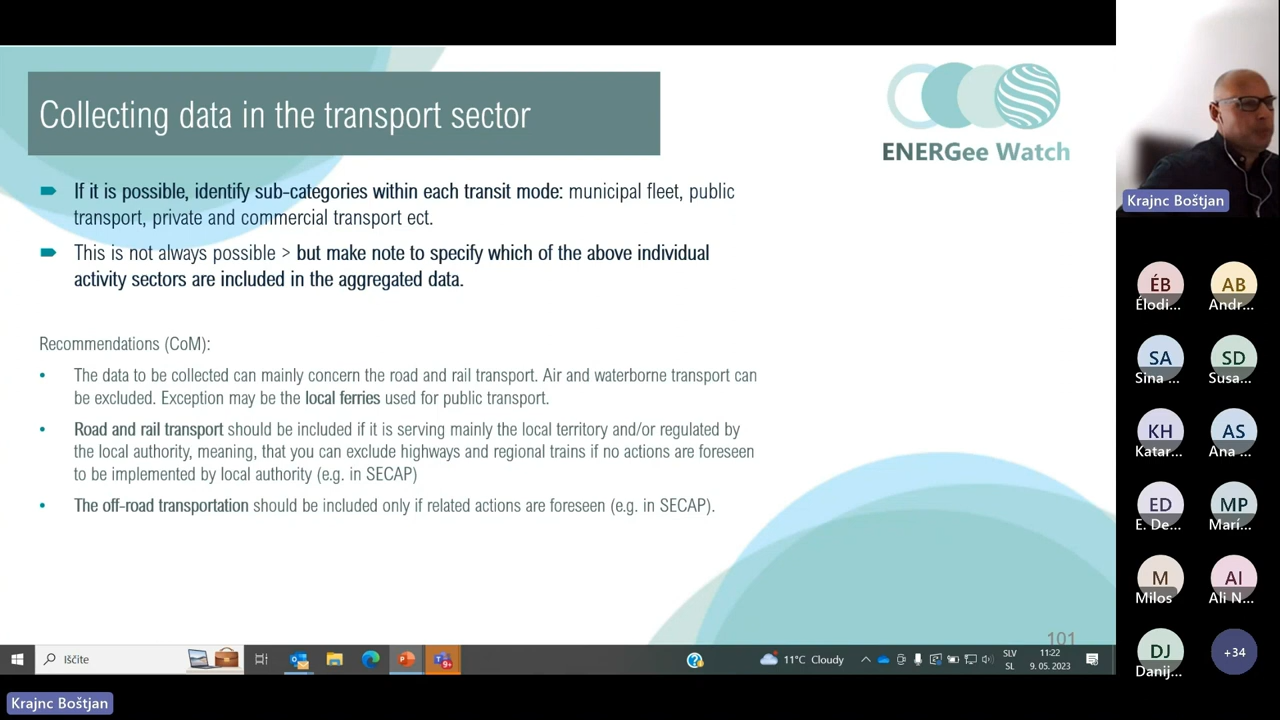 Collecting data in the transport sector
ENERGee Watch
If it is possible, identify sub-categories within each transit mode: municipal fleet, public
transport, private and commercial transport ect.
This is not always possible > but make note to specify which of the above individual
activity sectors are included in the aggregated data.
Recommendations (CoM):
• The data to be collected can mainly concern the road and rail transport. Air and waterborne transport can
be excluded. Exception may be the local ferries used for public transport.
• Road and rail transport should be included if it is serving mainly the local territory and/or regulated by
the local authority, meaning, that you can exclude highways and regional trains if no actions are foreseen
to be implemented by local authority (e.g. in SECAP)
• The off-road transportation should be included only if related actions are foreseen (e.g. in SECAP).
101
Krajnc Boštjan
ÉB AB
Élodi... Andr...
SA SD
Sina ... Susa...
KH AS
Katar... Ana ...
ED MP
E. De... Marí...
M AI
Milos Ali N...
DJ +34
Danij...
Iščite
9+
11°C Cloudy
SLV
SL
11:22
9. 05. 2023
Krajnc Boštjan